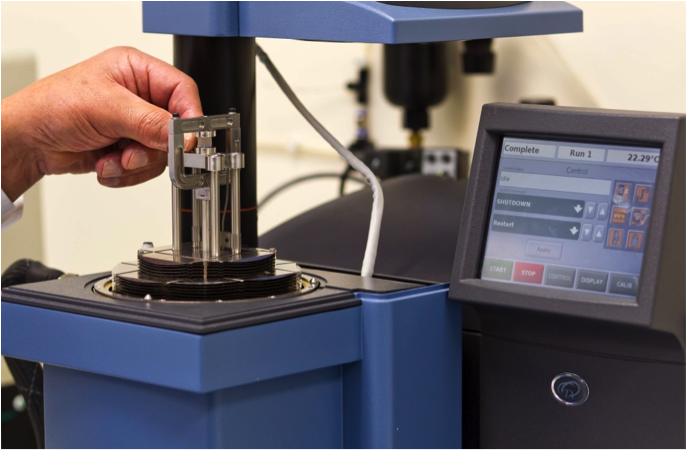 Complete Run 1 22.29°C
Control
Idle
SHUTDOWN
Restart
Apply
START STOP CONTROL DISPLAY CALIB